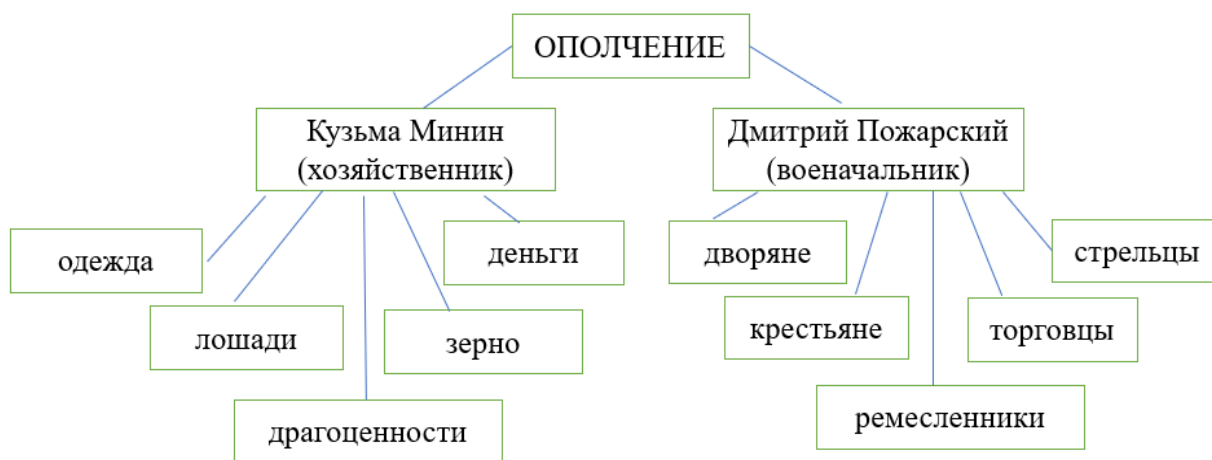 ОПОЛЧЕНИЕ
Кузьма Минин
(хозяйственник)
Дмитрий Пожарский
(военачальник)
одежда
лошади
драгоценности
зерно
деньги
дворяне
крестьяне
ремесленники
торговцы
стрельцы